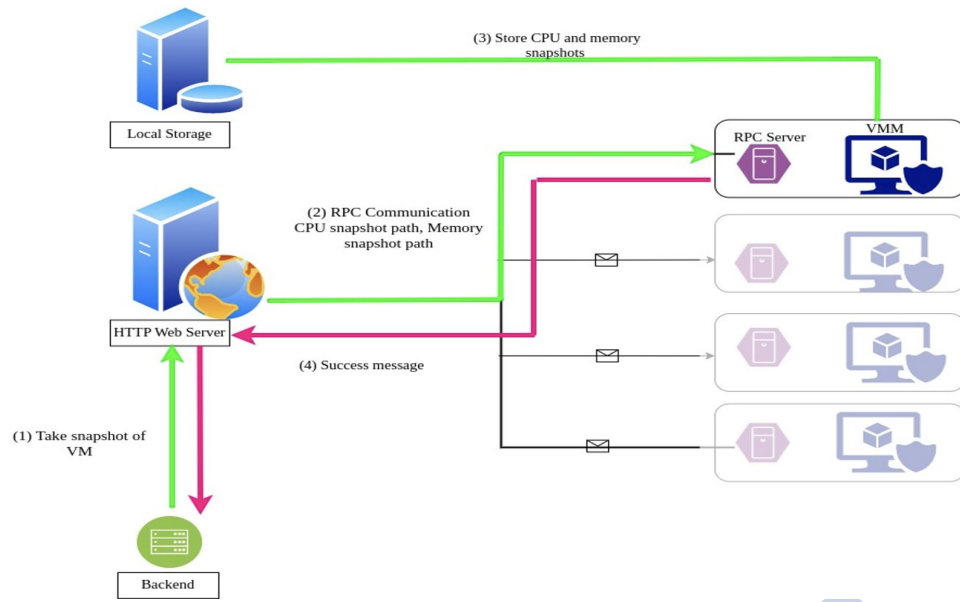 (3) Store CPU and memory
snapshots
Local Storage
RPC Server
VMM
(2) RPC Communication
CPU snapshot path, Memory
snapshot path
HTTP Web Server
(4) Success message
(1) Take snapshot of
VM
Backend